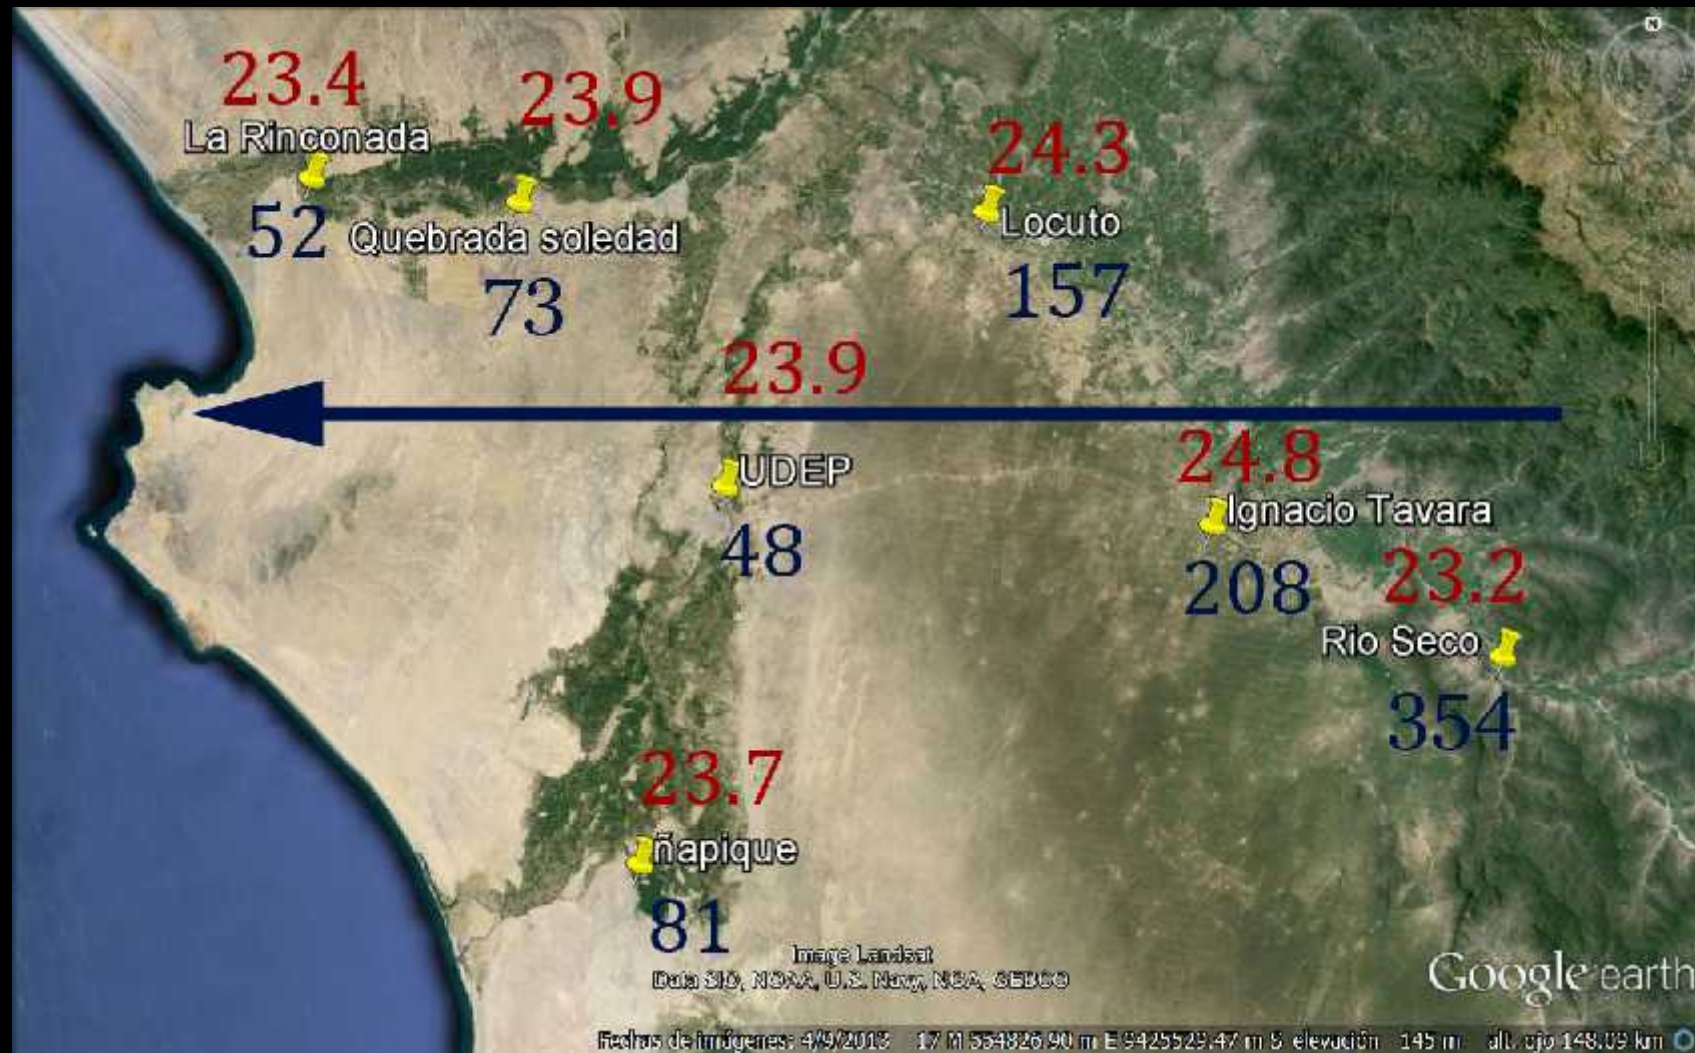 N
23.4
23.9
La Rinconada
24.3
52
Quebrada soledad
Locuto
73
157
23.9
24.8
UDEP
Ignacio Tavara
48
208
23.2
Rio Seco
354
23.7
ñapique
81
Image Landsat
Data SIO, NOAA, U.S. Navy, NGA, GEBCO
Google earth
Fechas de imágenes: 4/9/2013 17 M 554826.90 m E 9425529.47 m S elevación 145 m alt. ojo 148.09 km